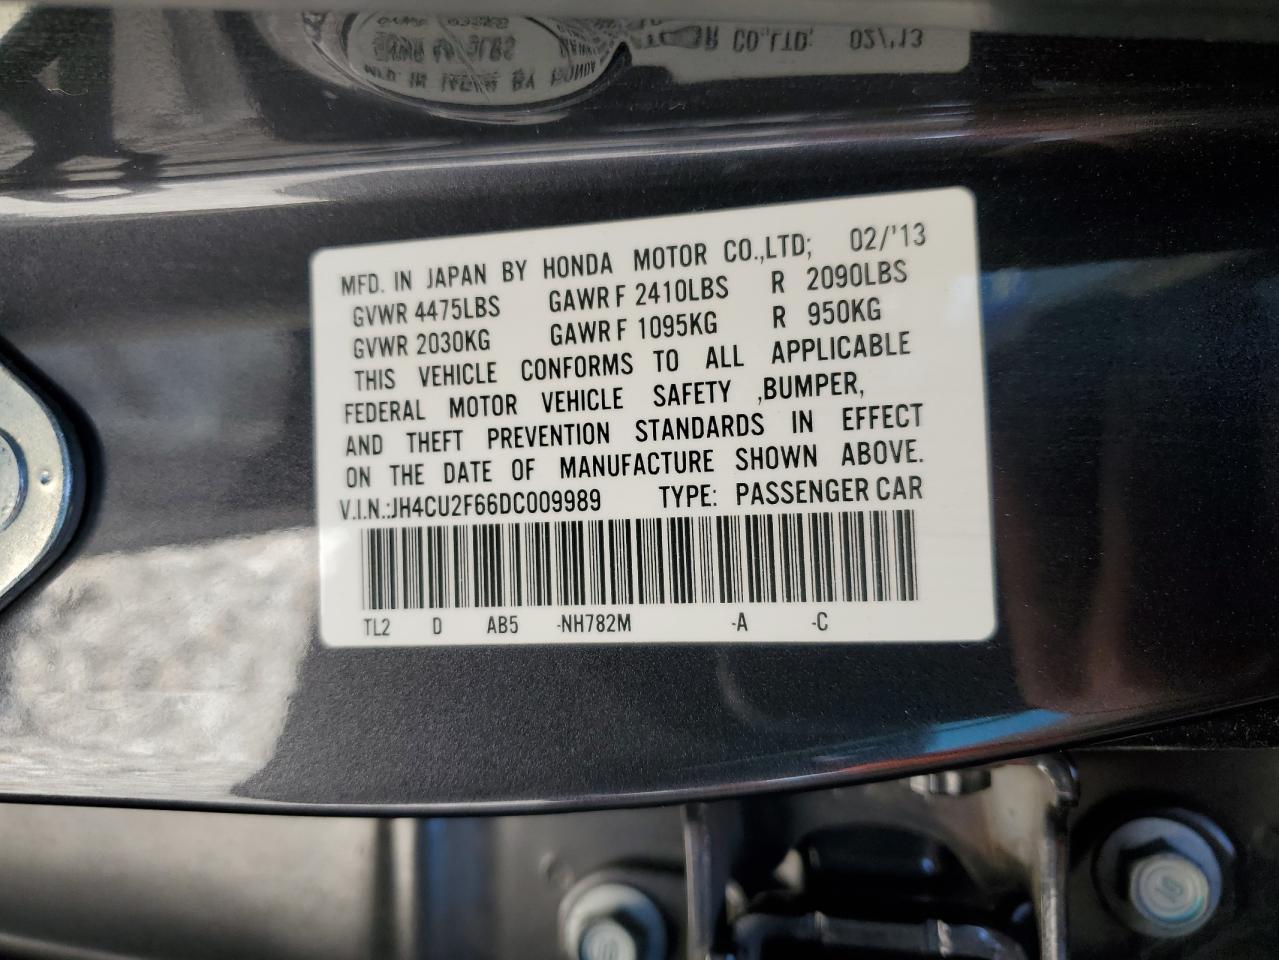 MFD. IN JAPAN BY HONDA MOTOR CO.,LTD; 02/'13
GVWR 4475LBS GAWR F 2410LBS R 2090LBS
GVWR 2030KG GAWR F 1095KG R 950KG
THIS VEHICLE CONFORMS TO ALL APPLICABLE
FEDERAL MOTOR VEHICLE SAFETY ,BUMPER,
AND THEFT PREVENTION STANDARDS IN EFFECT
ON THE DATE OF MANUFACTURE SHOWN ABOVE.
V.I.N.:JH4CU2F66DC009989 TYPE: PASSENGER CAR
TL2 D AB5 -NH782M -A -C